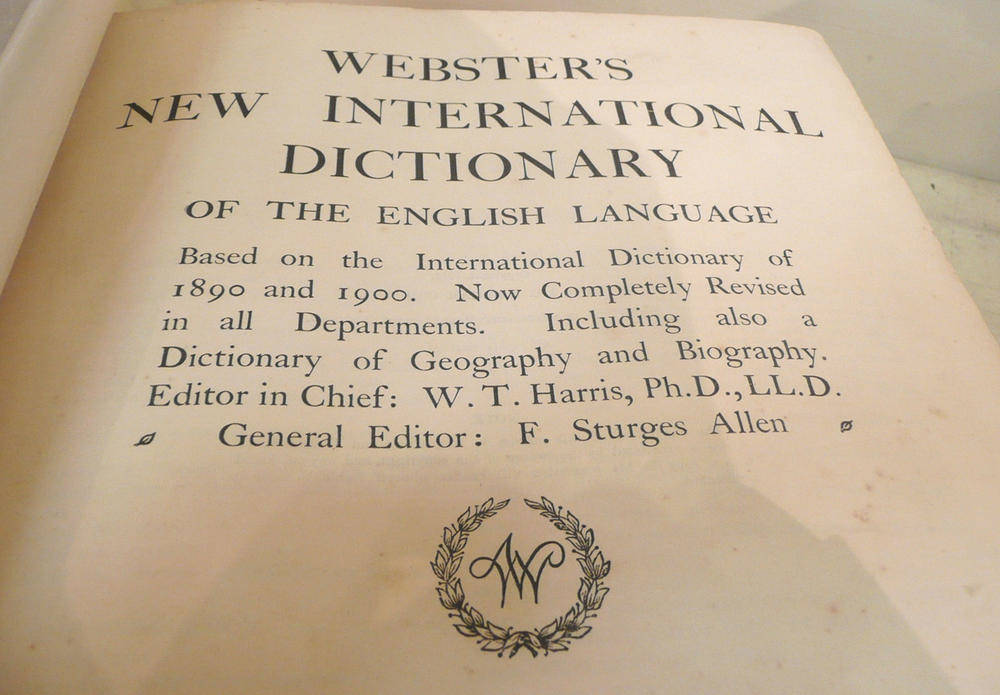 WEBSTER'S
NEW INTERNATIONAL
DICTIONARY
OF THE ENGLISH LANGUAGE
Based on the International Dictionary of
1890 and 1900. Now Completely Revised
in all Departments. Including also a
Dictionary of Geography and Biography.
Editor in Chief: W. T. Harris, Ph.D., LL.D.
General Editor: F. Sturges Allen
W